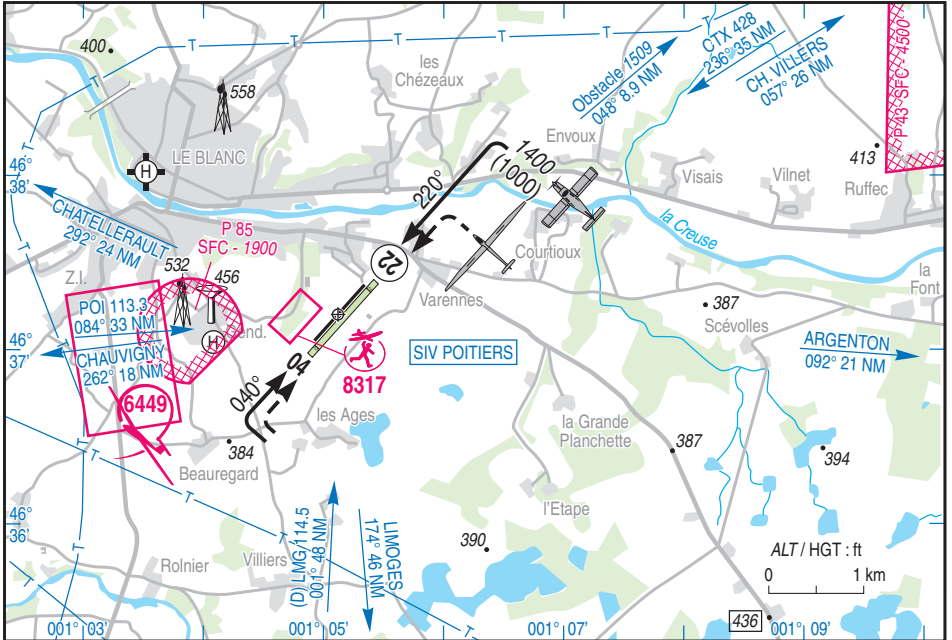 400
558
les
Chézeaux
LE BLANC
H
46°
38'
CHATELLERAULT
292° 24 NM
P 85
SFC - 1900
Obstacle 1509
048° 8.9 NM
CTX 428
236° 35 NM
CH. VILLERS
057° 26 NM
P 43 SFC - 4500
413
Envoux
Visais
Vilnet
Ruffec
1400
(1000)
220°
22
la Creuse
Courtioux
Varennes
la
Font
Z.I.
532
456
POI 113.3
084° 33 NM
CHAUVIGNY
262° 18 NM
H
Gend.
46°
37'
04
040°
8317
SIV POITIERS
387
Scévolles
ARGENTON
092° 21 NM
6449
les Ages
384
Beauregard
la Grande
Planchette
387
394
l'Etape
46°
36'
390
Rolnier
Villiers
(D) LMG 114.5
001° 48 NM
LIMOGES
174° 46 NM
ALT / HGT : ft
0 1 km
436
001° 03'
001° 05'
001° 07'
001° 09'
T
T
T
T
T
T
T
T
T
T
T